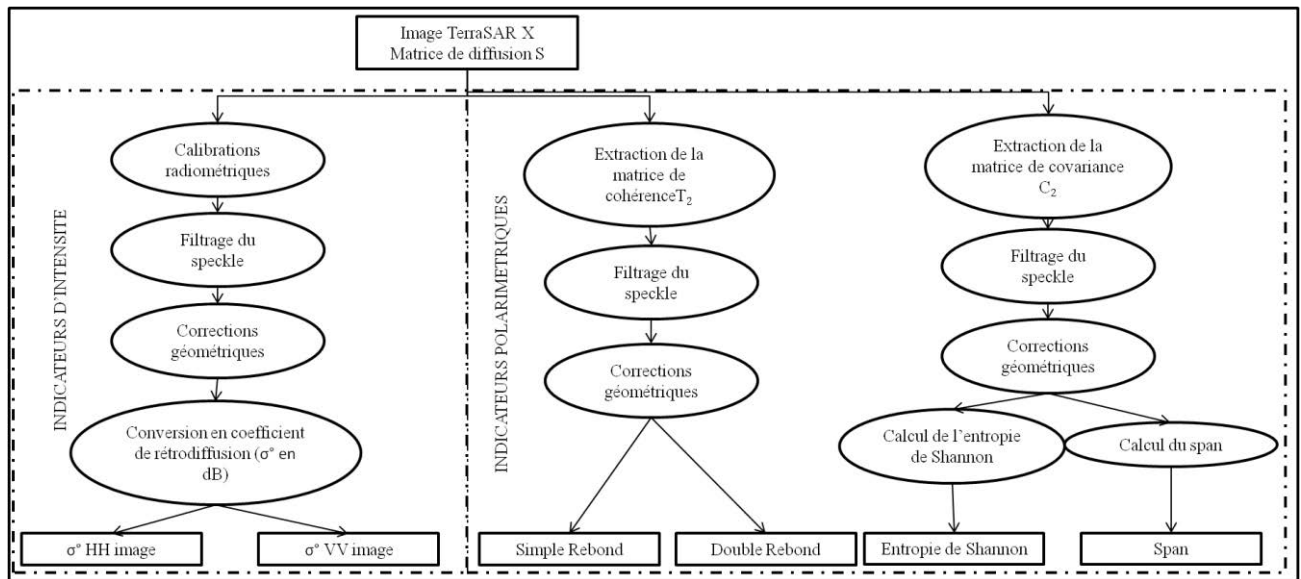 Image TerraSAR X
Matrice de diffusion S
INDICATEURS D'INTENSITE
Calibrations
radiométriques
Filtrage du
speckle
Corrections
géométriques
Conversion en coefficient
de rétrodiffusion (σ° en
dB)
σ° HH image
σ° VV image
INDICATEURS POLARIMETRIQUES
Extraction de la
matrice de
cohérenceT₂
Filtrage du
speckle
Corrections
géométriques
Simple Rebond
Double Rebond
Extraction de la
matrice de covariance
C₂
Filtrage du
speckle
Corrections
géométriques
Calcul de l'entropie
de Shannon
Calcul du span
Entropie de Shannon
Span